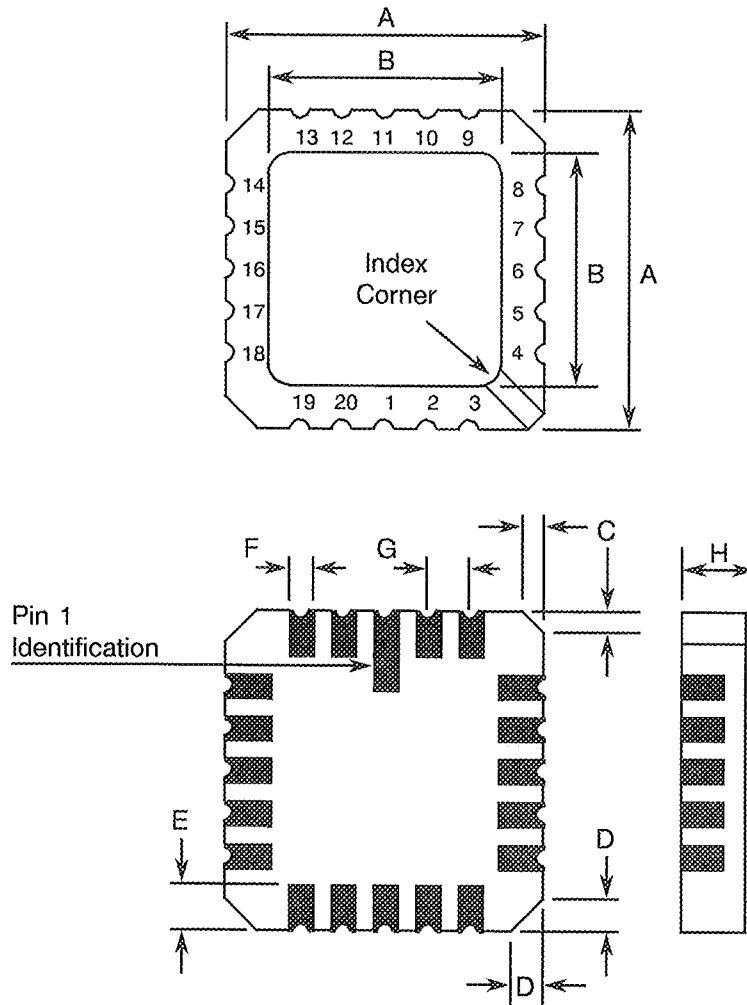 A
B
13 12 11 10 9
14 8
15 7
16 6
17 5
18 4
Index
Corner
B A
19 20 1 2 3
C
F G H
Pin 1
Identification
E D
D